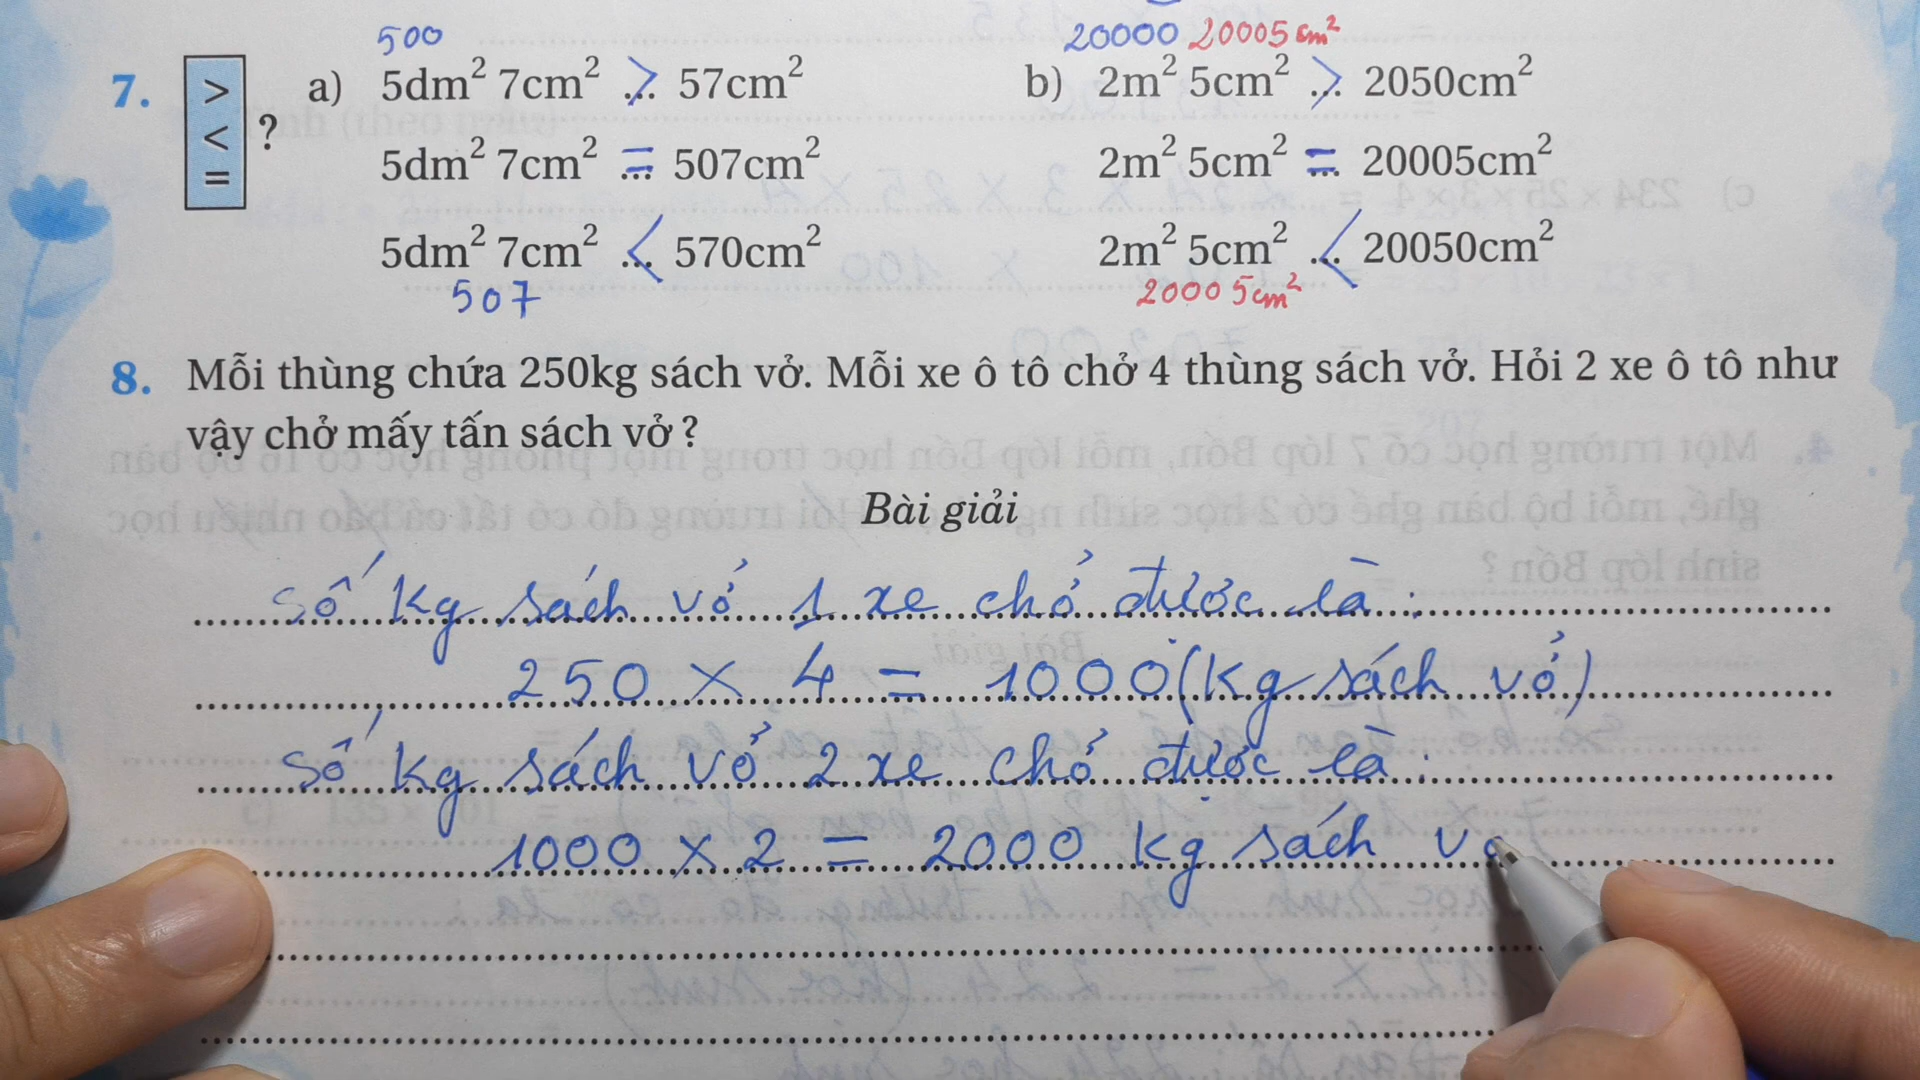 500 20000 20005cm²
7. > < = ? a) 5dm² 7cm² >... 57cm² b) 2m² 5cm² >... 2050cm²
5dm² 7cm² =... 507cm² 2m² 5cm² =... 20005cm²
5dm² 7cm² <... 570cm² 2m² 5cm² <... 20050cm²
507 20005cm²
8. Mỗi thùng chứa 250kg sách vở. Mỗi xe ô tô chở 4 thùng sách vở. Hỏi 2 xe ô tô như
vậy chở mấy tấn sách vở ?
Bài giải
Số kg sách vở 1 xe chở được là :
250 × 4 = 1000 (kg sách vở)
Số kg sách vở 2 xe chở được là :
1000 × 2 = 2000 kg sách vo